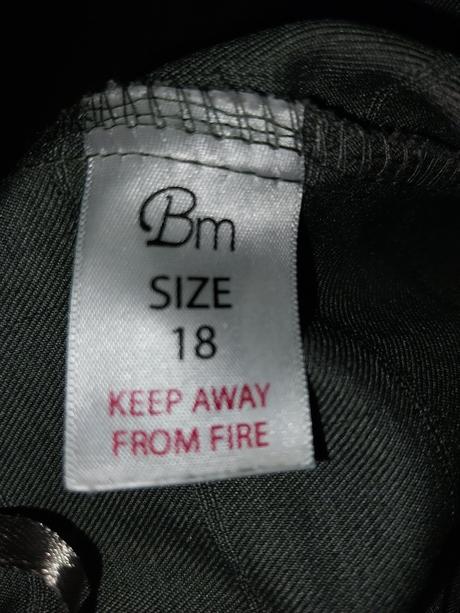 Bm
SIZE
18
KEEP AWAY
FROM FIRE